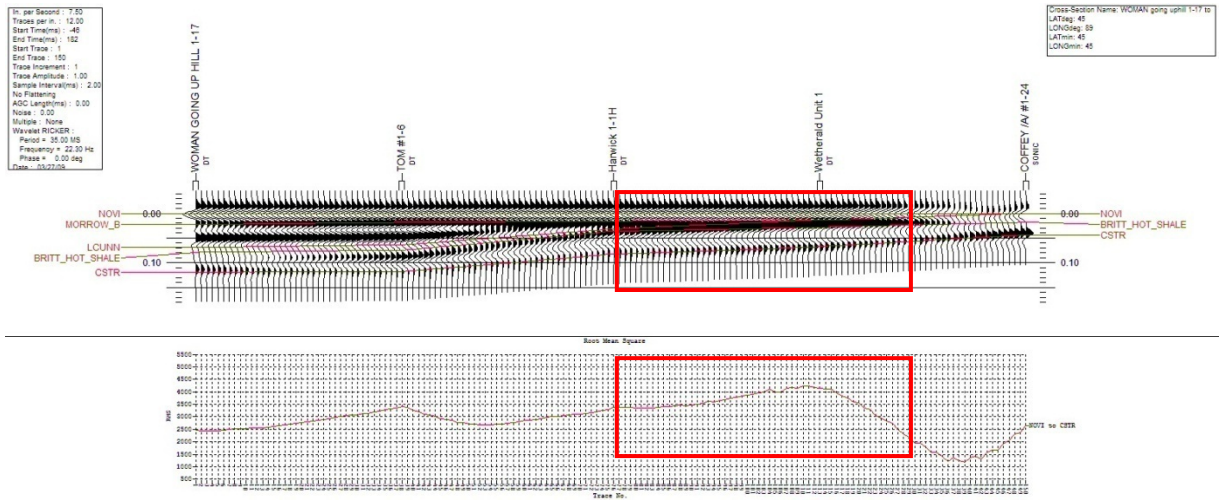 In. per Second : 7.50
Traces per in. : 12.00
Start Time(ms) : -46
End Time(ms) : 182
Start Trace : 1
End Trace : 150
Trace Increment : 1
Trace Amplitude : 1.00
Sample Interval(ms) : 2.00
No Flattening
AGC Length(ms) : 0.00
Noise : 0.00
Multiple : None
Wavelet RICKER :
Period = 35.00 MS
Frequency = 22.30 Hz
Phase = 0.00 deg
Date : 03/27/09
Cross-Section Name: WOMAN going uphill 1-17 to
LATdeg: 45
LONGdeg: 89
LATmin: 45
LONGmin: 45
WOMAN GOING UP HILL 1-17
DT
TOM #1-6
DT
Harwick 1-1H
DT
Wetherald Unit 1
DT
COFFEY /A/ #1-24
SONIC
NOVI
MORROW_B
LCUNN
BRITT_HOT_SHALE
CSTR
0.00
0.10
0.00
0.10
NOVI
BRITT_HOT_SHALE
CSTR
Root Mean Square
5500
5000
4500
4000
3500
3000
2500
2000
1500
1000
500
RMS
NOVI to CSTR
Trace No.